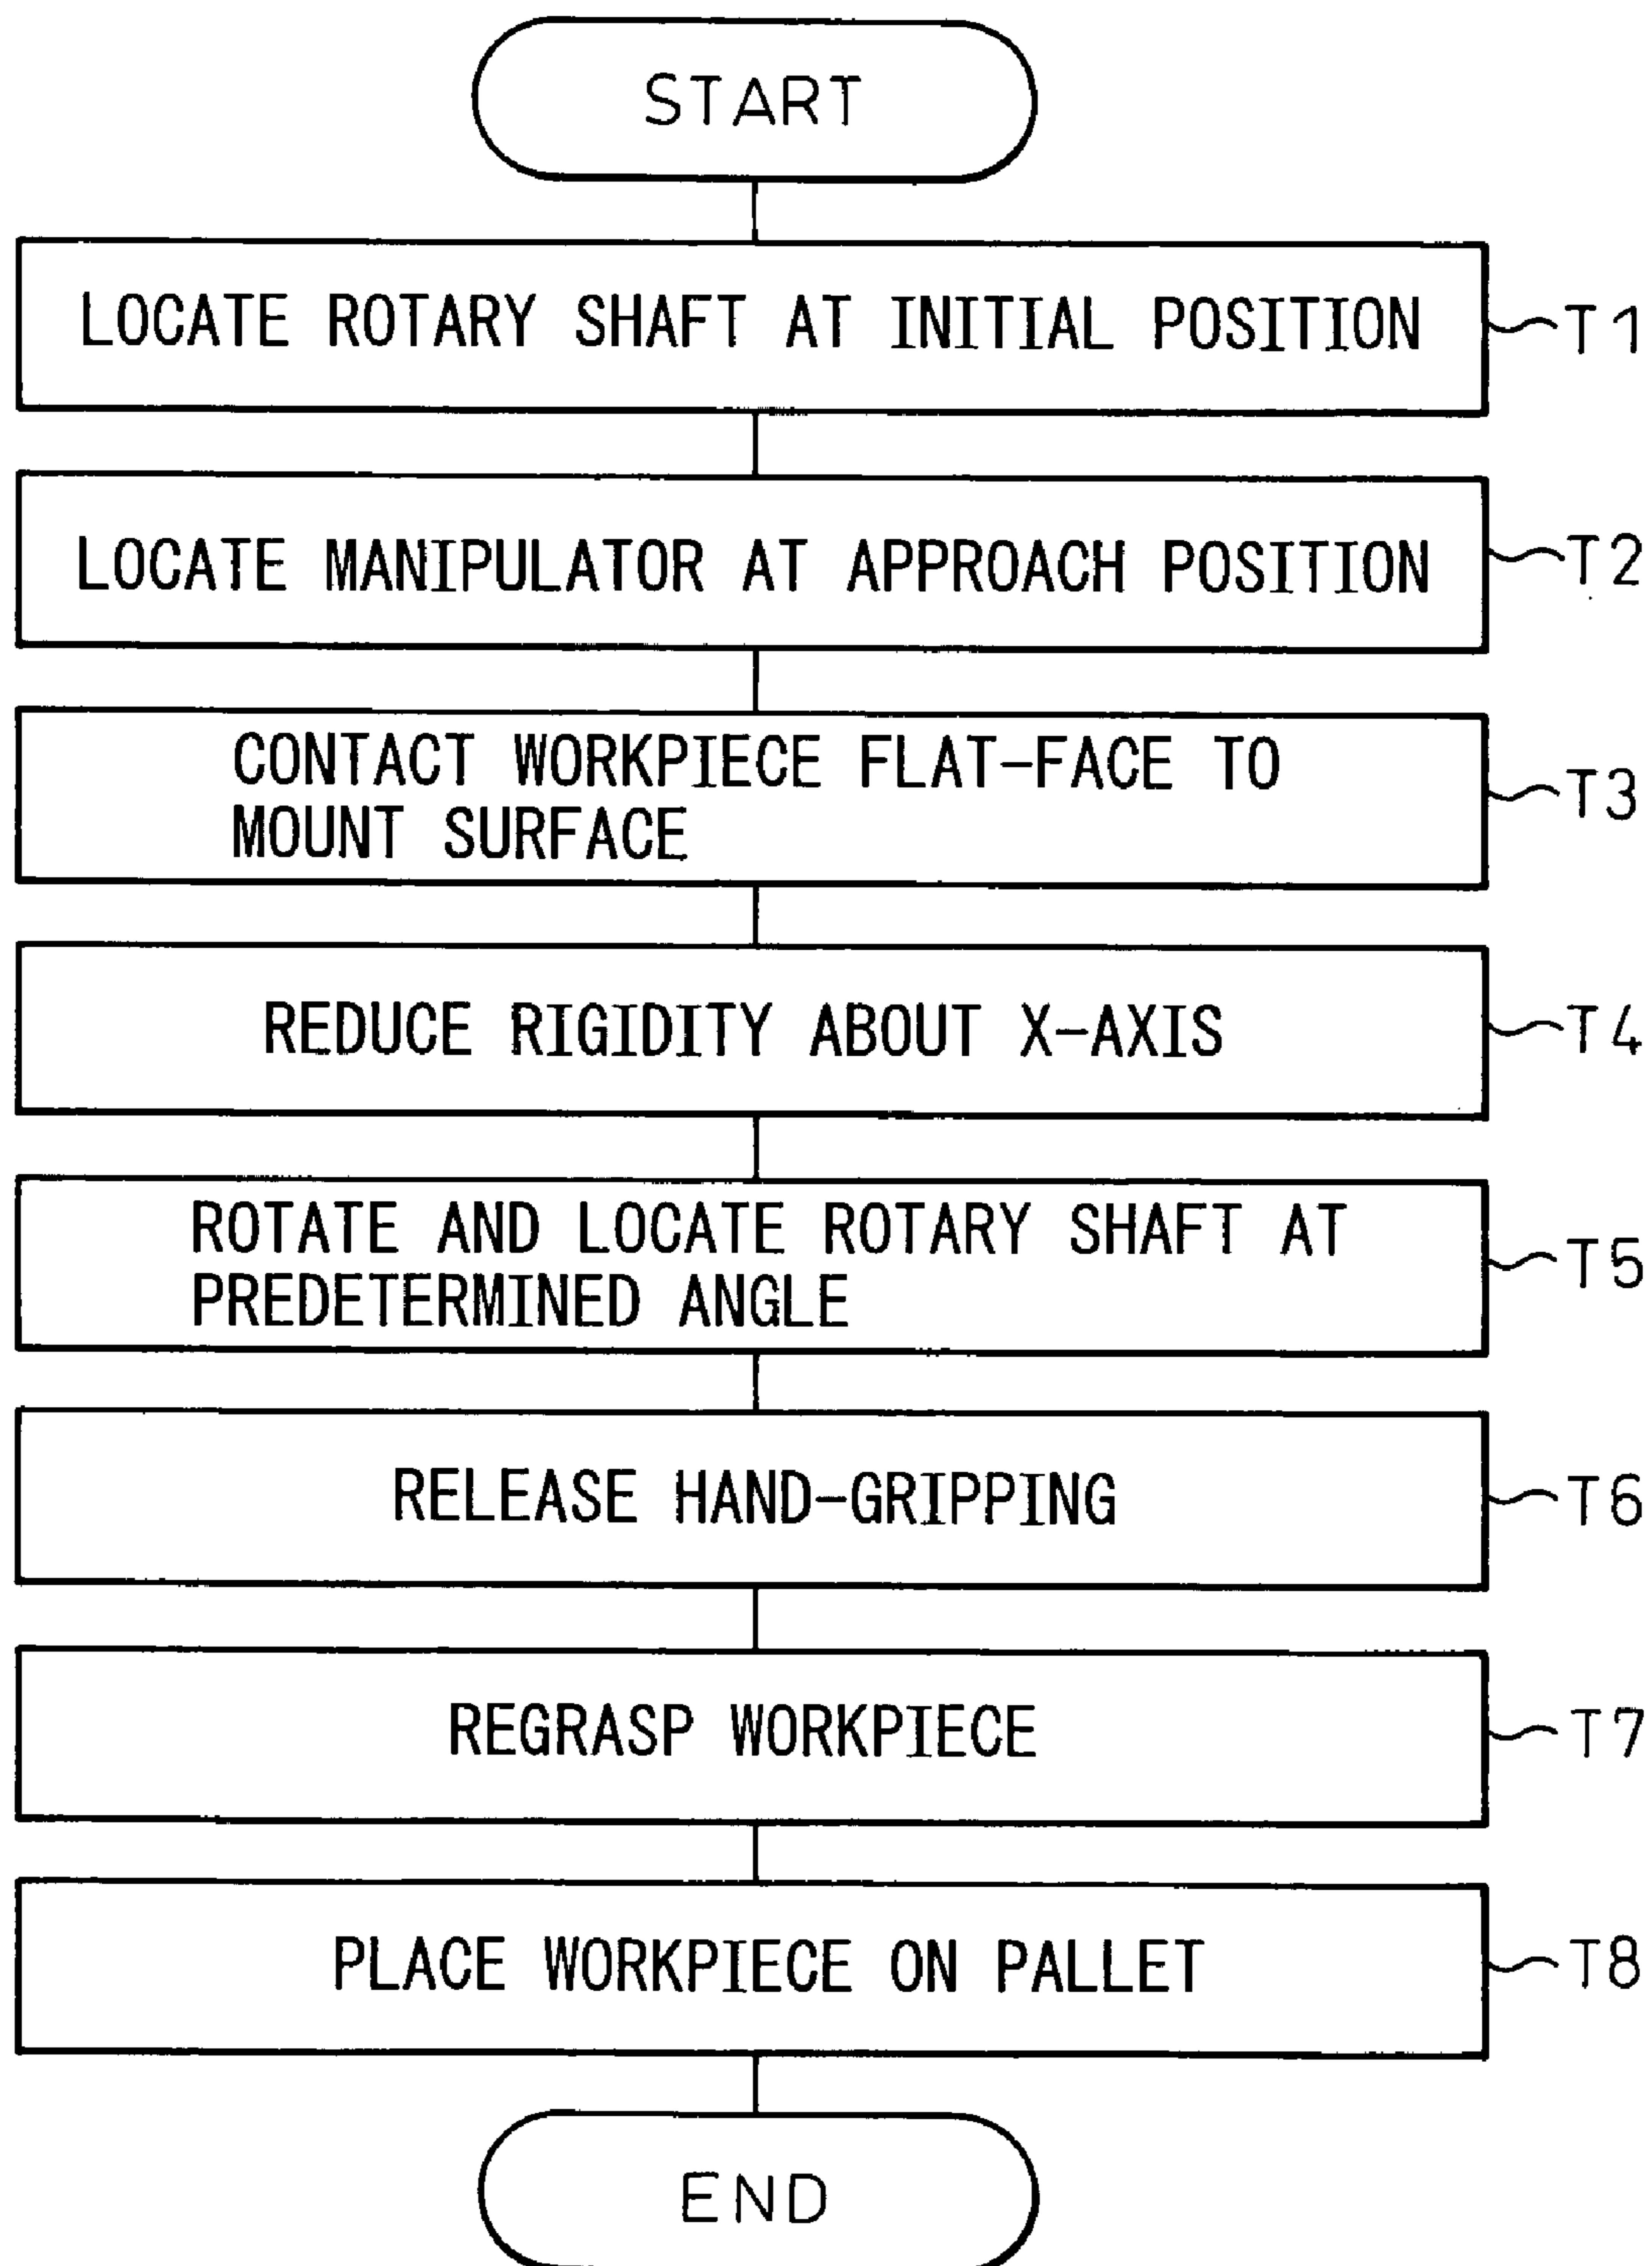 START
LOCATE ROTARY SHAFT AT INITIAL POSITION
T1
LOCATE MANIPULATOR AT APPROACH POSITION
T2
CONTACT WORKPIECE FLAT-FACE TO
MOUNT SURFACE
T3
REDUCE RIGIDITY ABOUT X-AXIS
T4
ROTATE AND LOCATE ROTARY SHAFT AT
PREDETERMINED ANGLE
T5
RELEASE HAND-GRIPPING
T6
REGRASP WORKPIECE
T7
PLACE WORKPIECE ON PALLET
T8
END